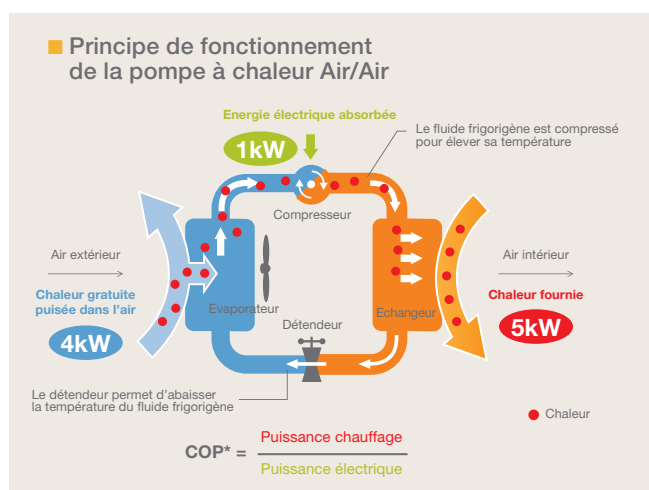 Principe de fonctionnement
de la pompe à chaleur Air/Air
Energie électrique absorbée
1kW
Le fluide frigorigène est compressé
pour élever sa température
Compresseur
Air extérieur
Chaleur gratuite
puisée dans l'air
4kW
Evaporateur
Détendeur
Echangeur
Air intérieur
Chaleur fournie
5kW
Le détendeur permet d'abaisser
la température du fluide frigorigène
Chaleur
COP* =
Puissance chauffage
Puissance électrique